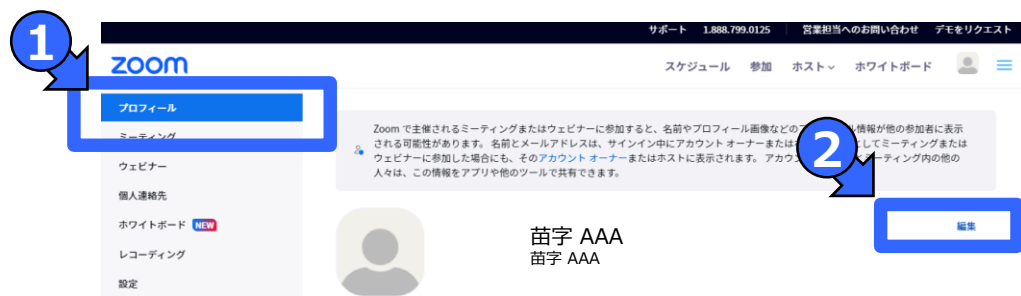 1
サポート 1.888.799.0125 営業担当へのお問い合わせ デモをリクエスト
zoom
スケジュール 参加 ホスト ホワイトボード
プロフィール
ミーティング
ウェビナー
個人連絡先
ホワイトボード NEW
レコーディング
設定
Zoom で主催されるミーティングまたはウェビナーに参加すると、名前やプロフィール画像などの
ル情報が他の参加者に表示
される可能性があります。 名前とメールアドレスは、サインイン中にアカウント オーナーまた
としてミーティングまたは
ウェビナーに参加した場合にも、そのアカウント オーナーまたはホストに表示されます。 アカウ
ミーティング内の他の
人々は、この情報をアプリや他のツールで共有できます。
2
苗字 AAA
苗字 AAA
編集